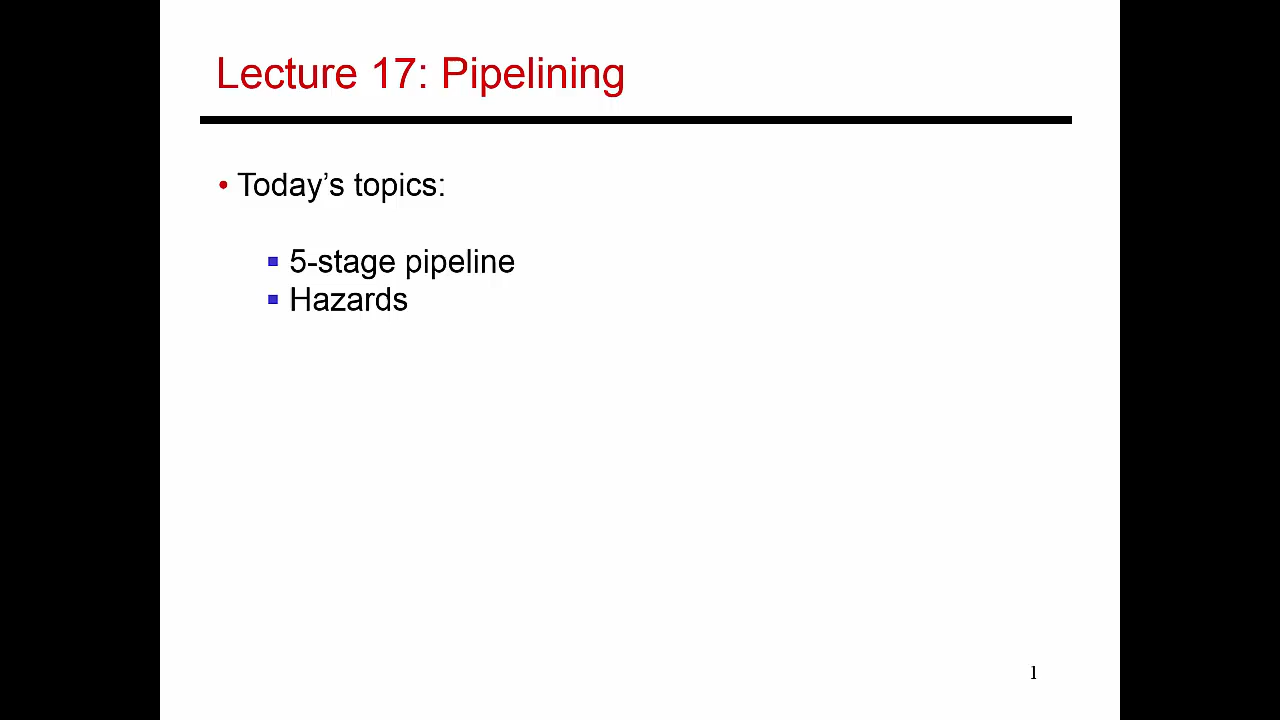 Lecture 17: Pipelining
• Today’s topics:
▪ 5-stage pipeline
▪ Hazards
1